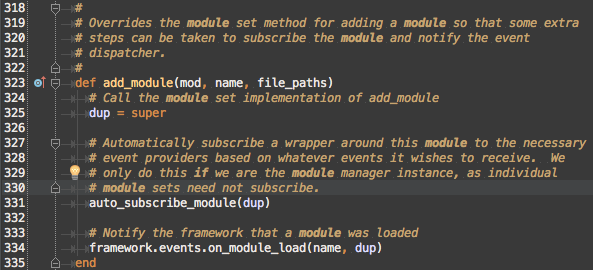 318 #
319 # Overrides the module set method for adding a module so that some extra
320 # steps can be taken to subscribe the module and notify the event
321 # dispatcher.
322 #
323 def add_module(mod, name, file_paths)
324 # Call the module set implementation of add_module
325 dup = super
326
327 # Automatically subscribe a wrapper around this module to the necessary
328 # event providers based on whatever events it wishes to receive. We
329 # only do this if we are the module manager instance, as individual
330 # module sets need not subscribe.
331 auto_subscribe_module(dup)
332
333 # Notify the framework that a module was loaded
334 framework.events.on_module_load(name, dup)
335 end